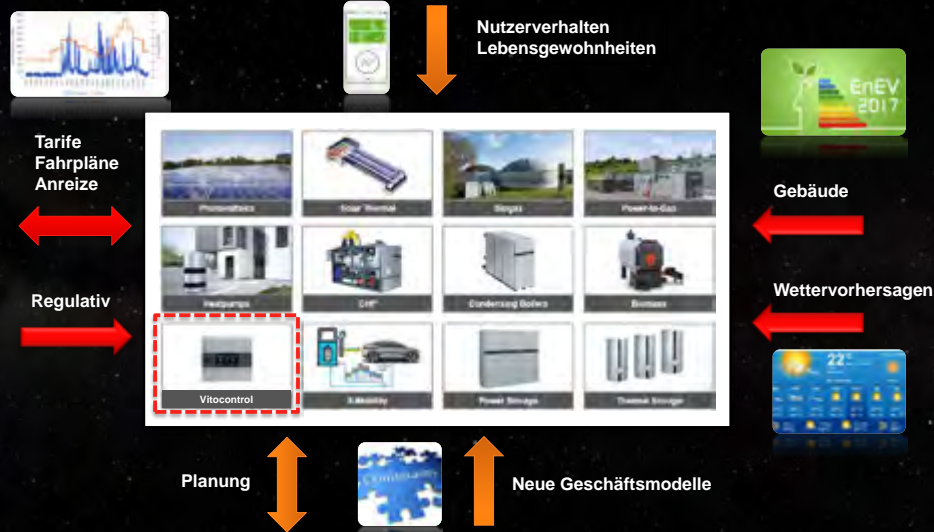 Nutzerverhalten
Lebensgewohnheiten
EnEV
2017
Tarife
Fahrpläne
Anreize
Gebäude
Regulativ
Wettervorhersagen
Photovoltaics
Solar Thermal
Biogas
Power-to-Gas
Heatpumps
CHP
Condensing Boilers
Biomass
Vitocontrol
E-Mobility
Power Storage
Thermal Storage
22°
Planung
Neue Geschäftsmodelle